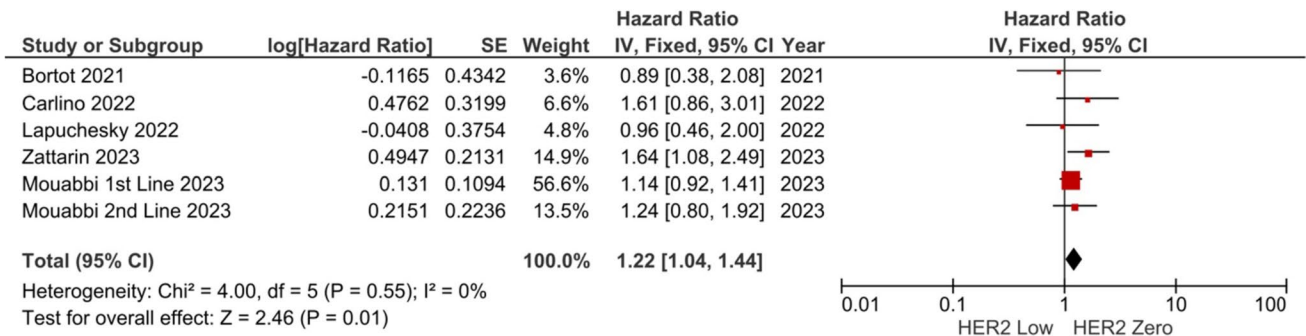 Hazard Ratio Hazard Ratio
Study or Subgroup log[Hazard Ratio] SE Weight IV, Fixed, 95% CI Year IV, Fixed, 95% CI
Bortot 2021 -0.1165 0.4342 3.6% 0.89 [0.38, 2.08] 2021
Carlino 2022 0.4762 0.3199 6.6% 1.61 [0.86, 3.01] 2022
Lapuchesky 2022 -0.0408 0.3754 4.8% 0.96 [0.46, 2.00] 2022
Zattarin 2023 0.4947 0.2131 14.9% 1.64 [1.08, 2.49] 2023
Mouabbi 1st Line 2023 0.131 0.1094 56.6% 1.14 [0.92, 1.41] 2023
Mouabbi 2nd Line 2023 0.2151 0.2236 13.5% 1.24 [0.80, 1.92] 2023
Total (95% CI) 100.0% 1.22 [1.04, 1.44]
Heterogeneity: Chi² = 4.00, df = 5 (P = 0.55); I² = 0%
Test for overall effect: Z = 2.46 (P = 0.01)
0.01 0.1 1 10 100
HER2 Low HER2 Zero